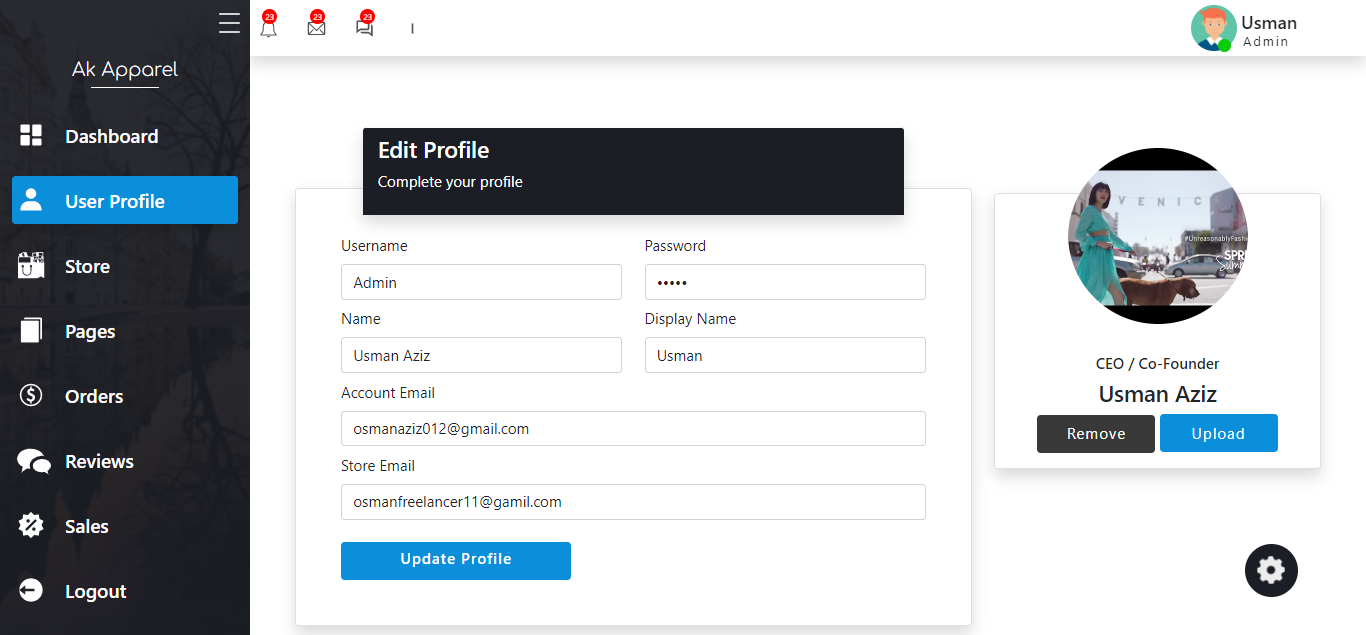 23
23
23
Usman
Admin
Ak Apparel
Dashboard
User Profile
Store
Pages
Orders
Reviews
Sales
Logout
Edit Profile
Complete your profile
Username
Password
Admin
•••••
Name
Display Name
Usman Aziz
Usman
Account Email
osmanaziz012@gmail.com
Store Email
osmanfreelancer11@gamil.com
Update Profile
VENIC
#UnreasonablyFashi
SPRI
Summ
CEO / Co-Founder
Usman Aziz
Remove
Upload